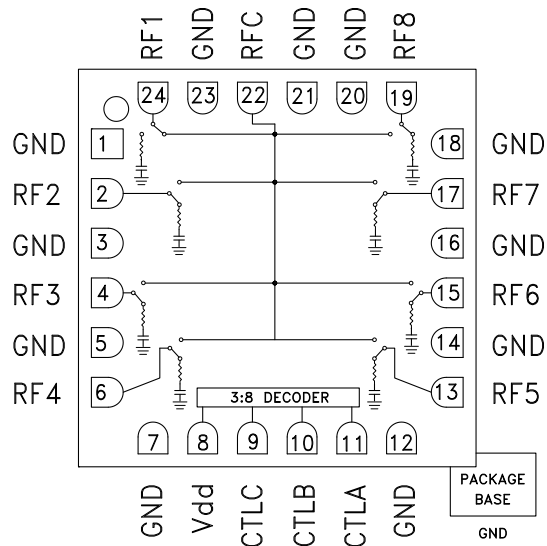 RF1 GND RFC GND GND RF8
24 23 22 21 20 19
GND 1 18 GND
RF2 2 17 RF7
GND 3 16 GND
RF3 4 15 RF6
GND 5 14 GND
RF4 6 13 RF5
3:8 DECODER
7 8 9 10 11 12
GND Vdd CTLC CTLB CTLA GND
PACKAGE
BASE
GND